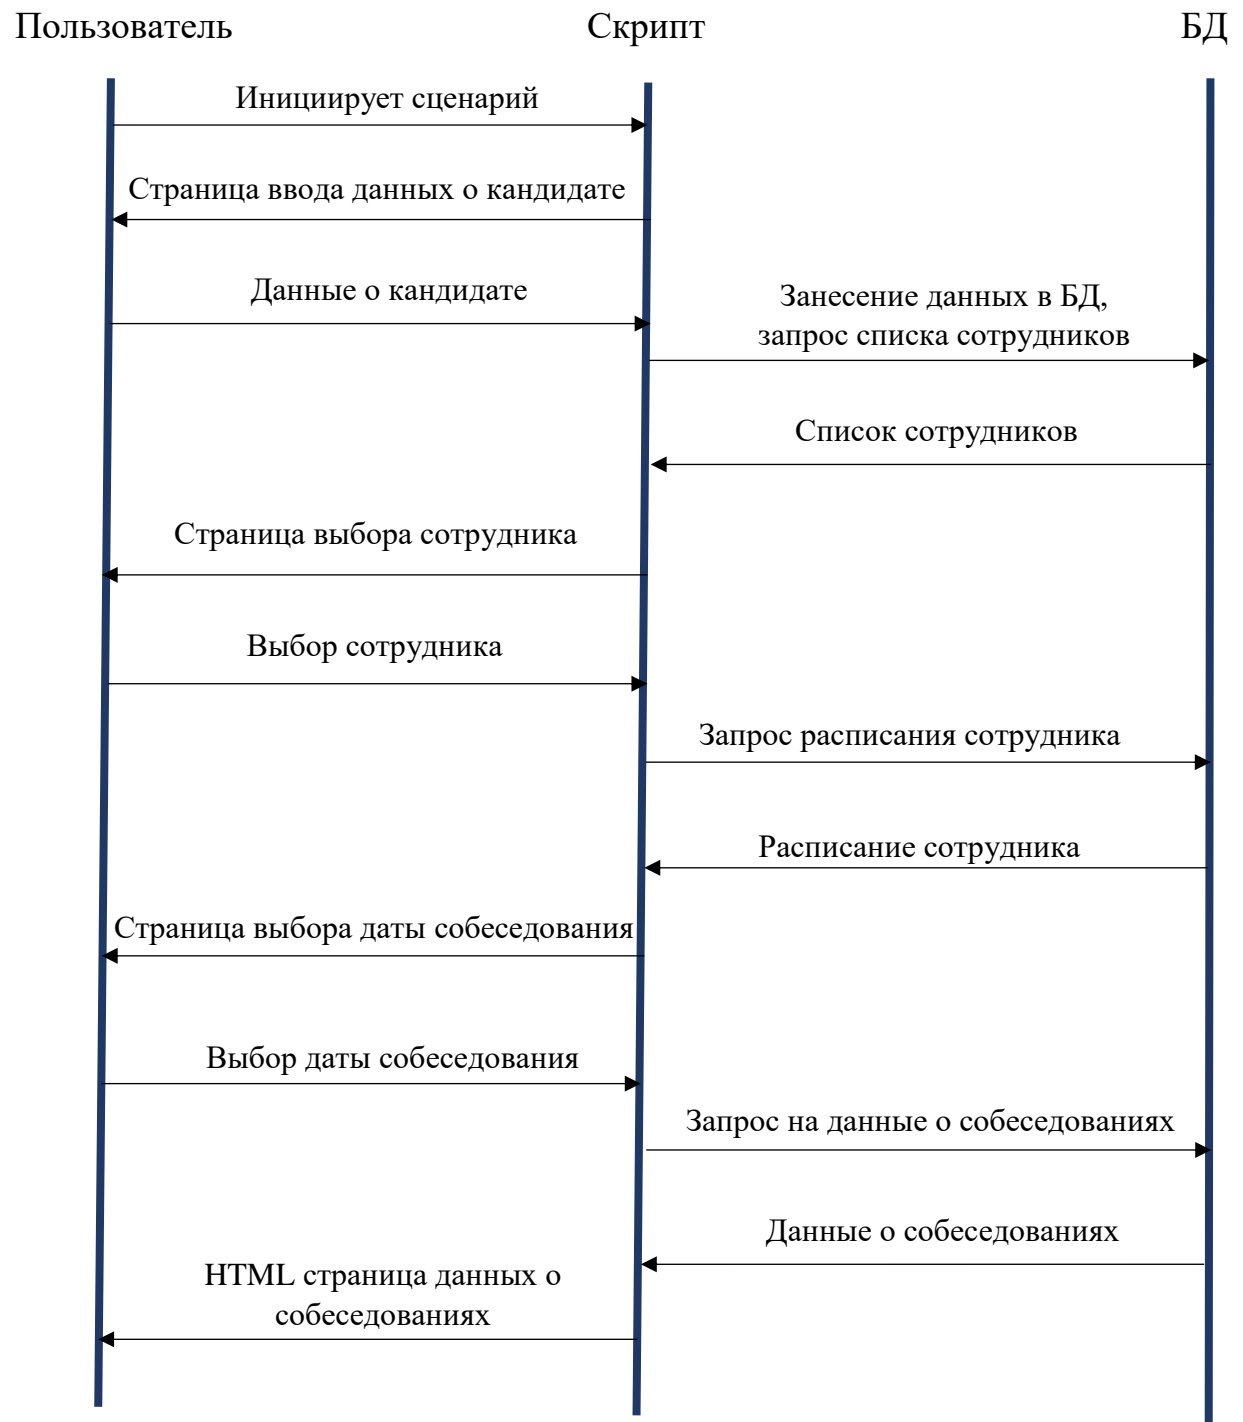 Пользователь Скрипт БД
Инициирует сценарий
Страница ввода данных о кандидате
Данные о кандидате
Занесение данных в БД,
запрос списка сотрудников
Список сотрудников
Страница выбора сотрудника
Выбор сотрудника
Запрос расписания сотрудника
Расписание сотрудника
Страница выбора даты собеседования
Выбор даты собеседования
Запрос на данные о собеседованиях
Данные о собеседованиях
HTML страница данных о
собеседованиях